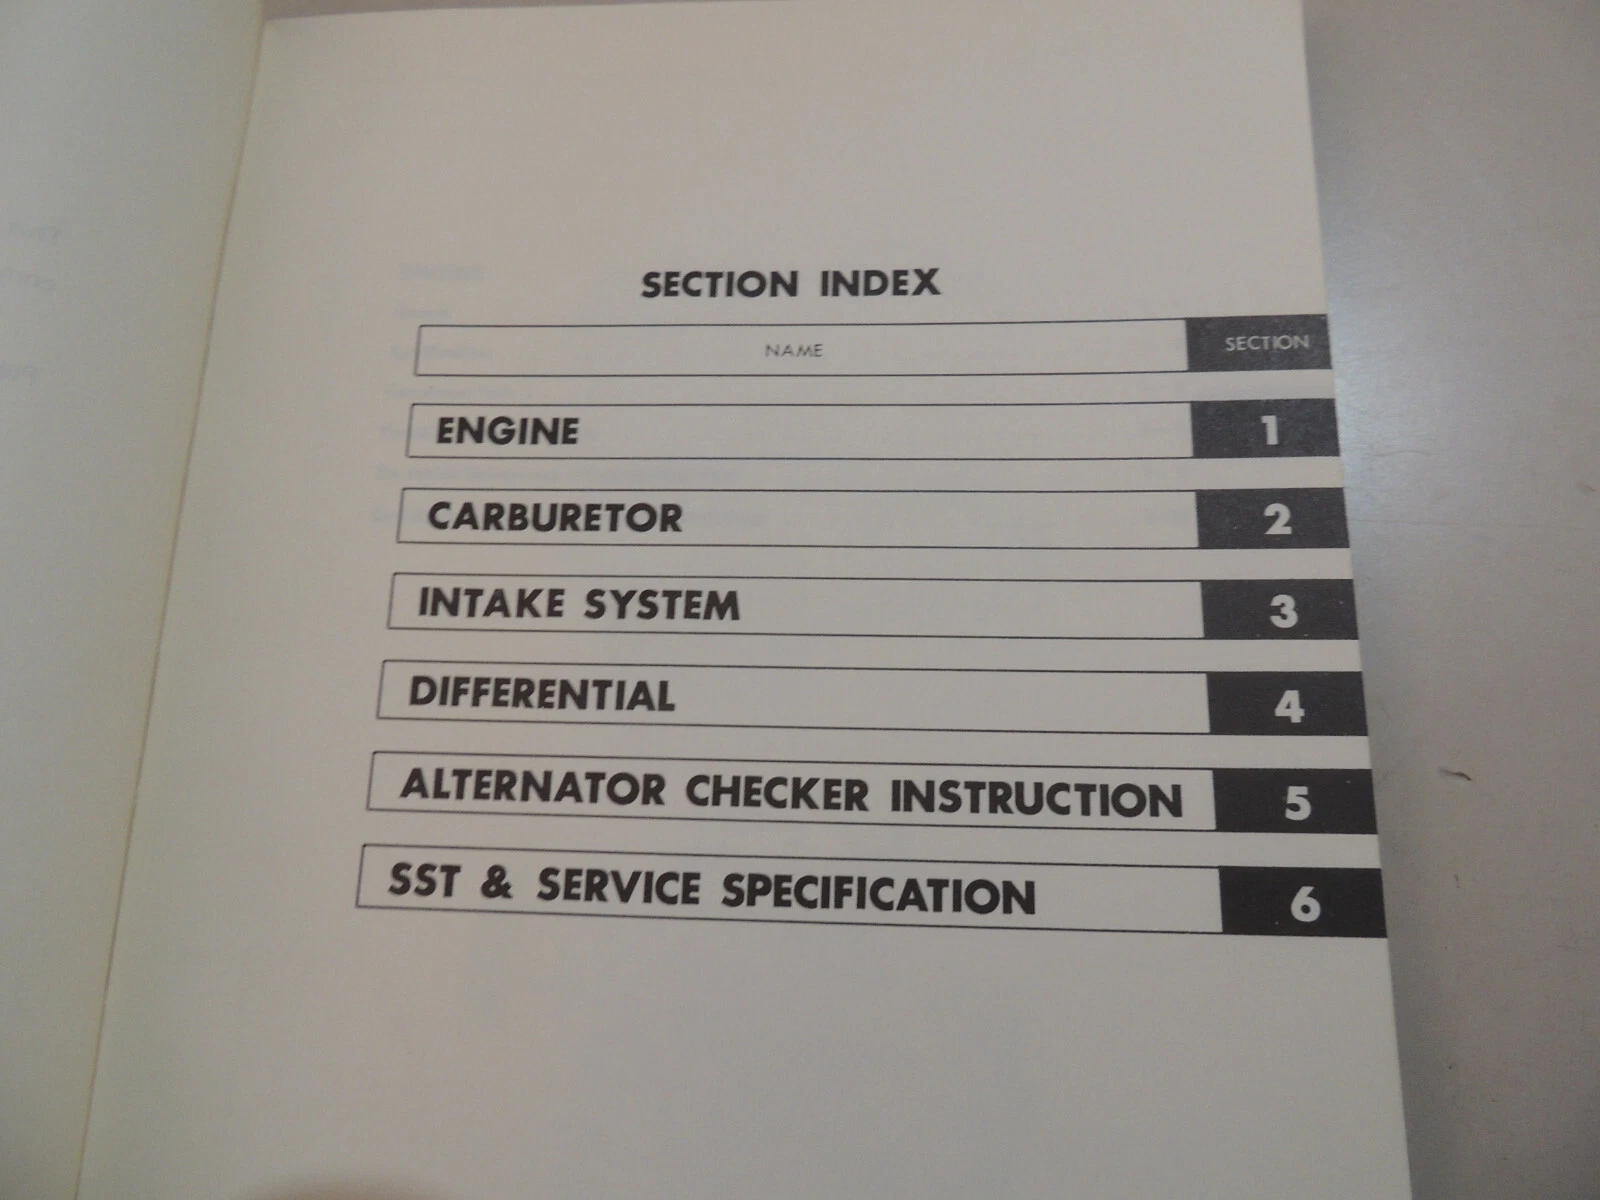 SECTION INDEX
NAME SECTION
ENGINE 1
CARBURETOR 2
INTAKE SYSTEM 3
DIFFERENTIAL 4
ALTERNATOR CHECKER INSTRUCTION 5
SST & SERVICE SPECIFICATION 6